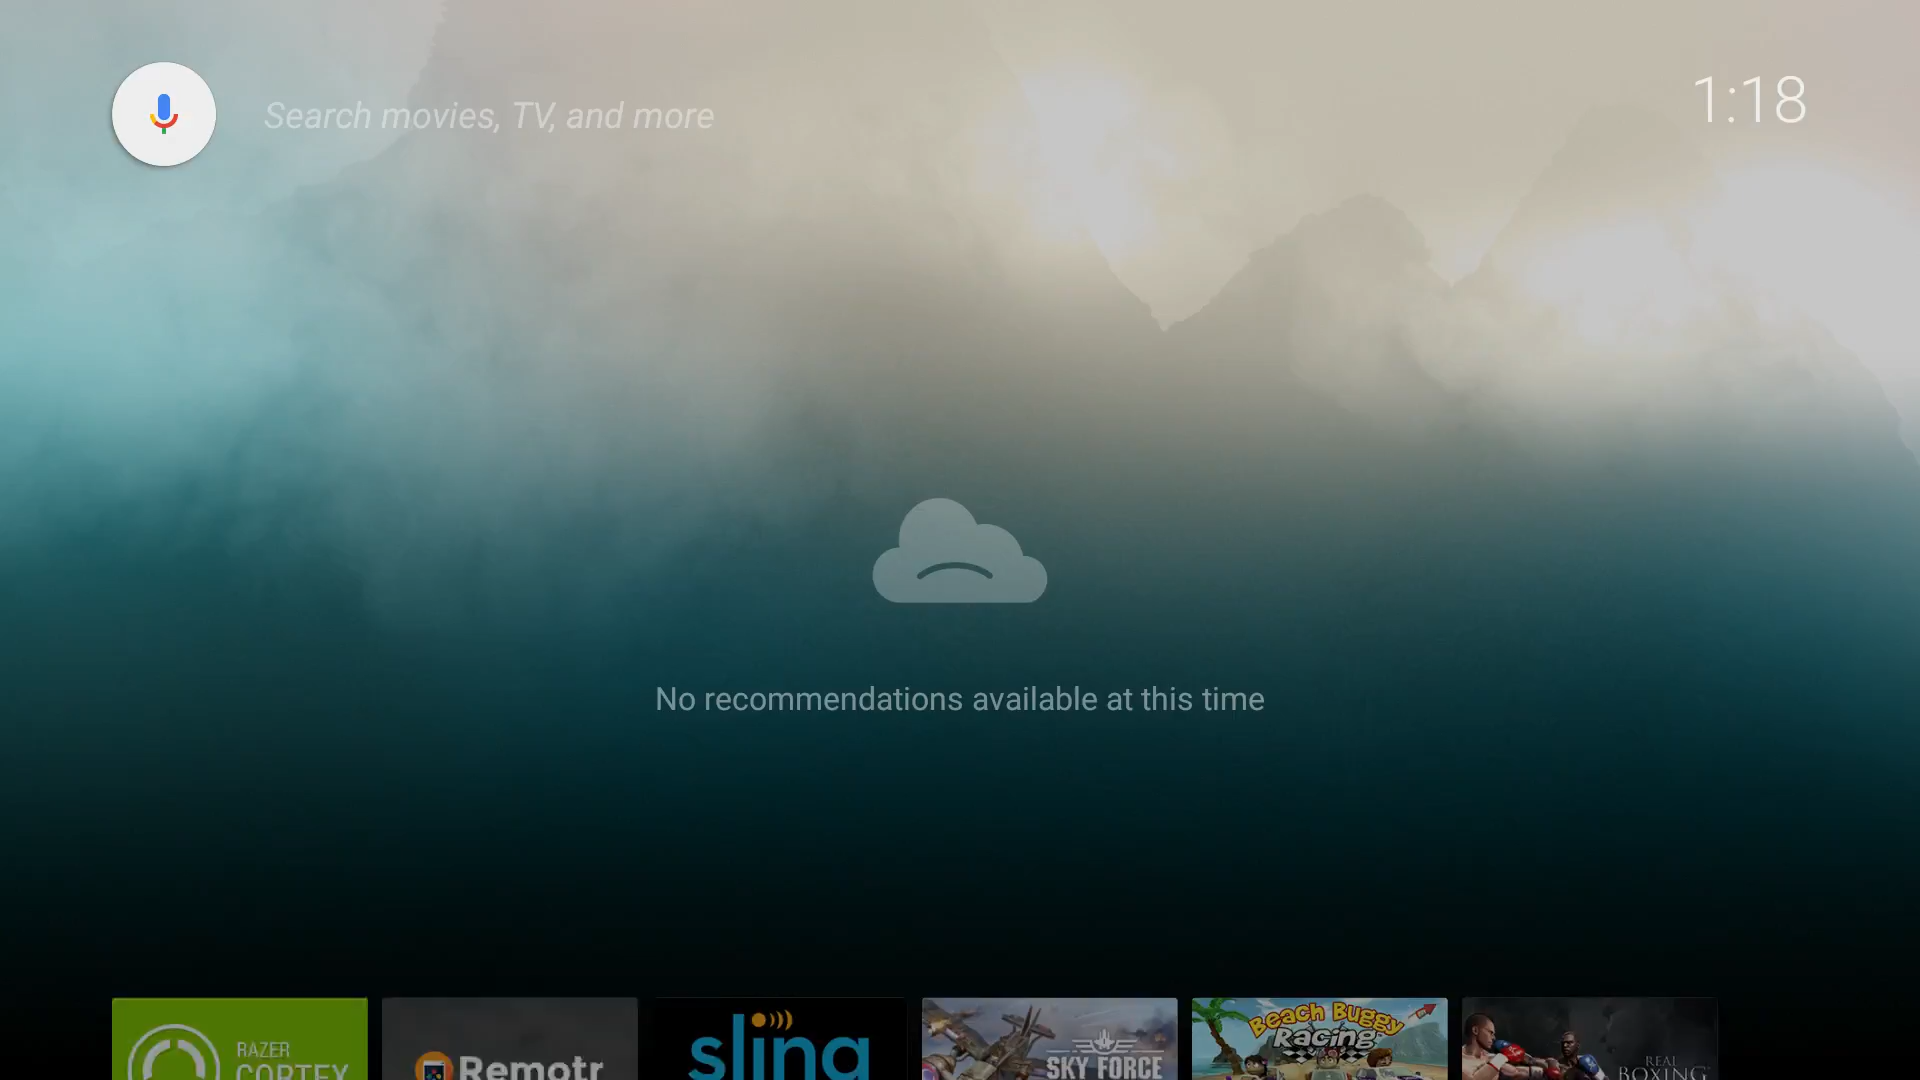 Search movies, TV, and more
1:18
No recommendations available at this time
RAZER
CORTEX
Remotr
sling
SKY FORCE
Beach Buggy
Racing
REAL
BOXING